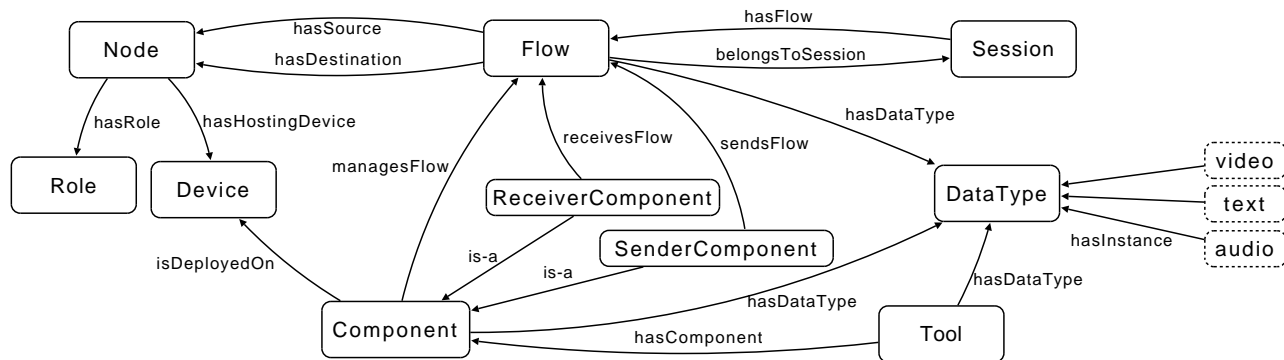 hasFlow
hasSource
Node
Flow
Session
hasDestination
belongsToSession
hasRole
hasHostingDevice
hasDataType
receivesFlow
sendsFlow
managesFlow
video
Role
Device
ReceiverComponent
DataType
text
hasInstance
audio
SenderComponent
isDeployedOn
is-a
is-a
hasDataType
hasDataType
Component
hasComponent
Tool